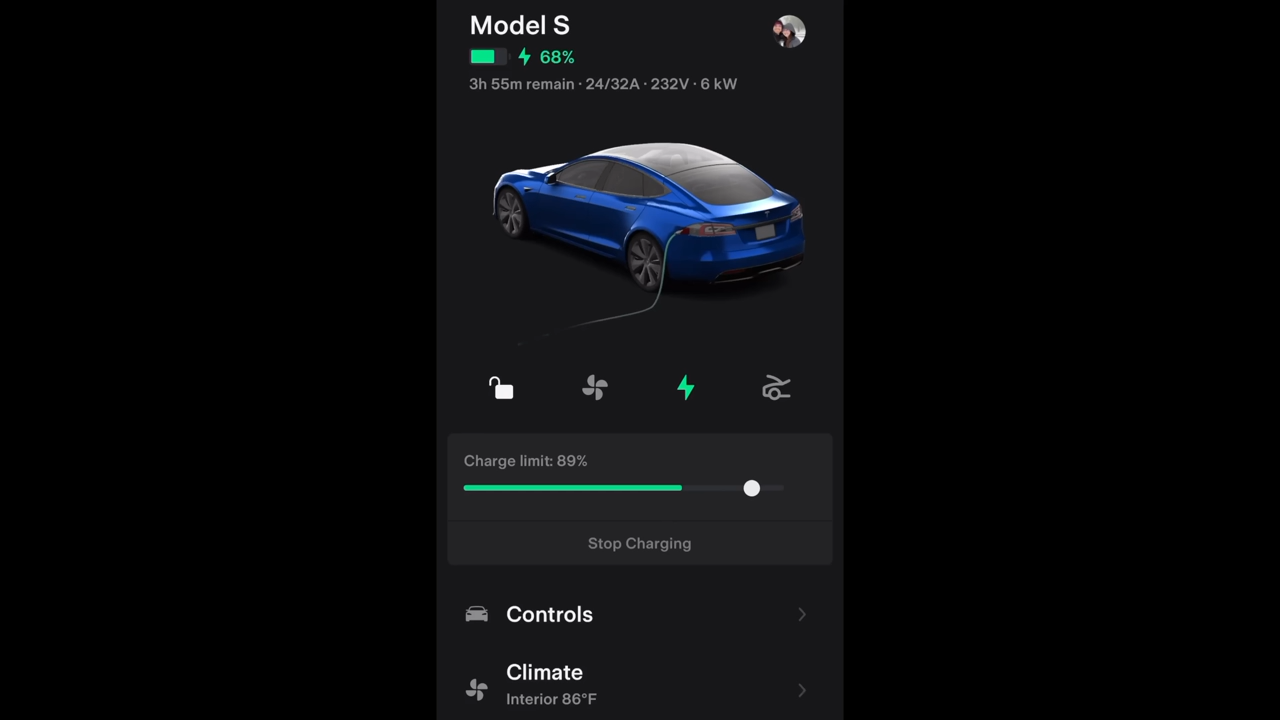 Model S
68%
3h 55m remain · 24/32A · 232V · 6 kW
Charge limit: 89%
Stop Charging
Controls
Climate
Interior 86°F